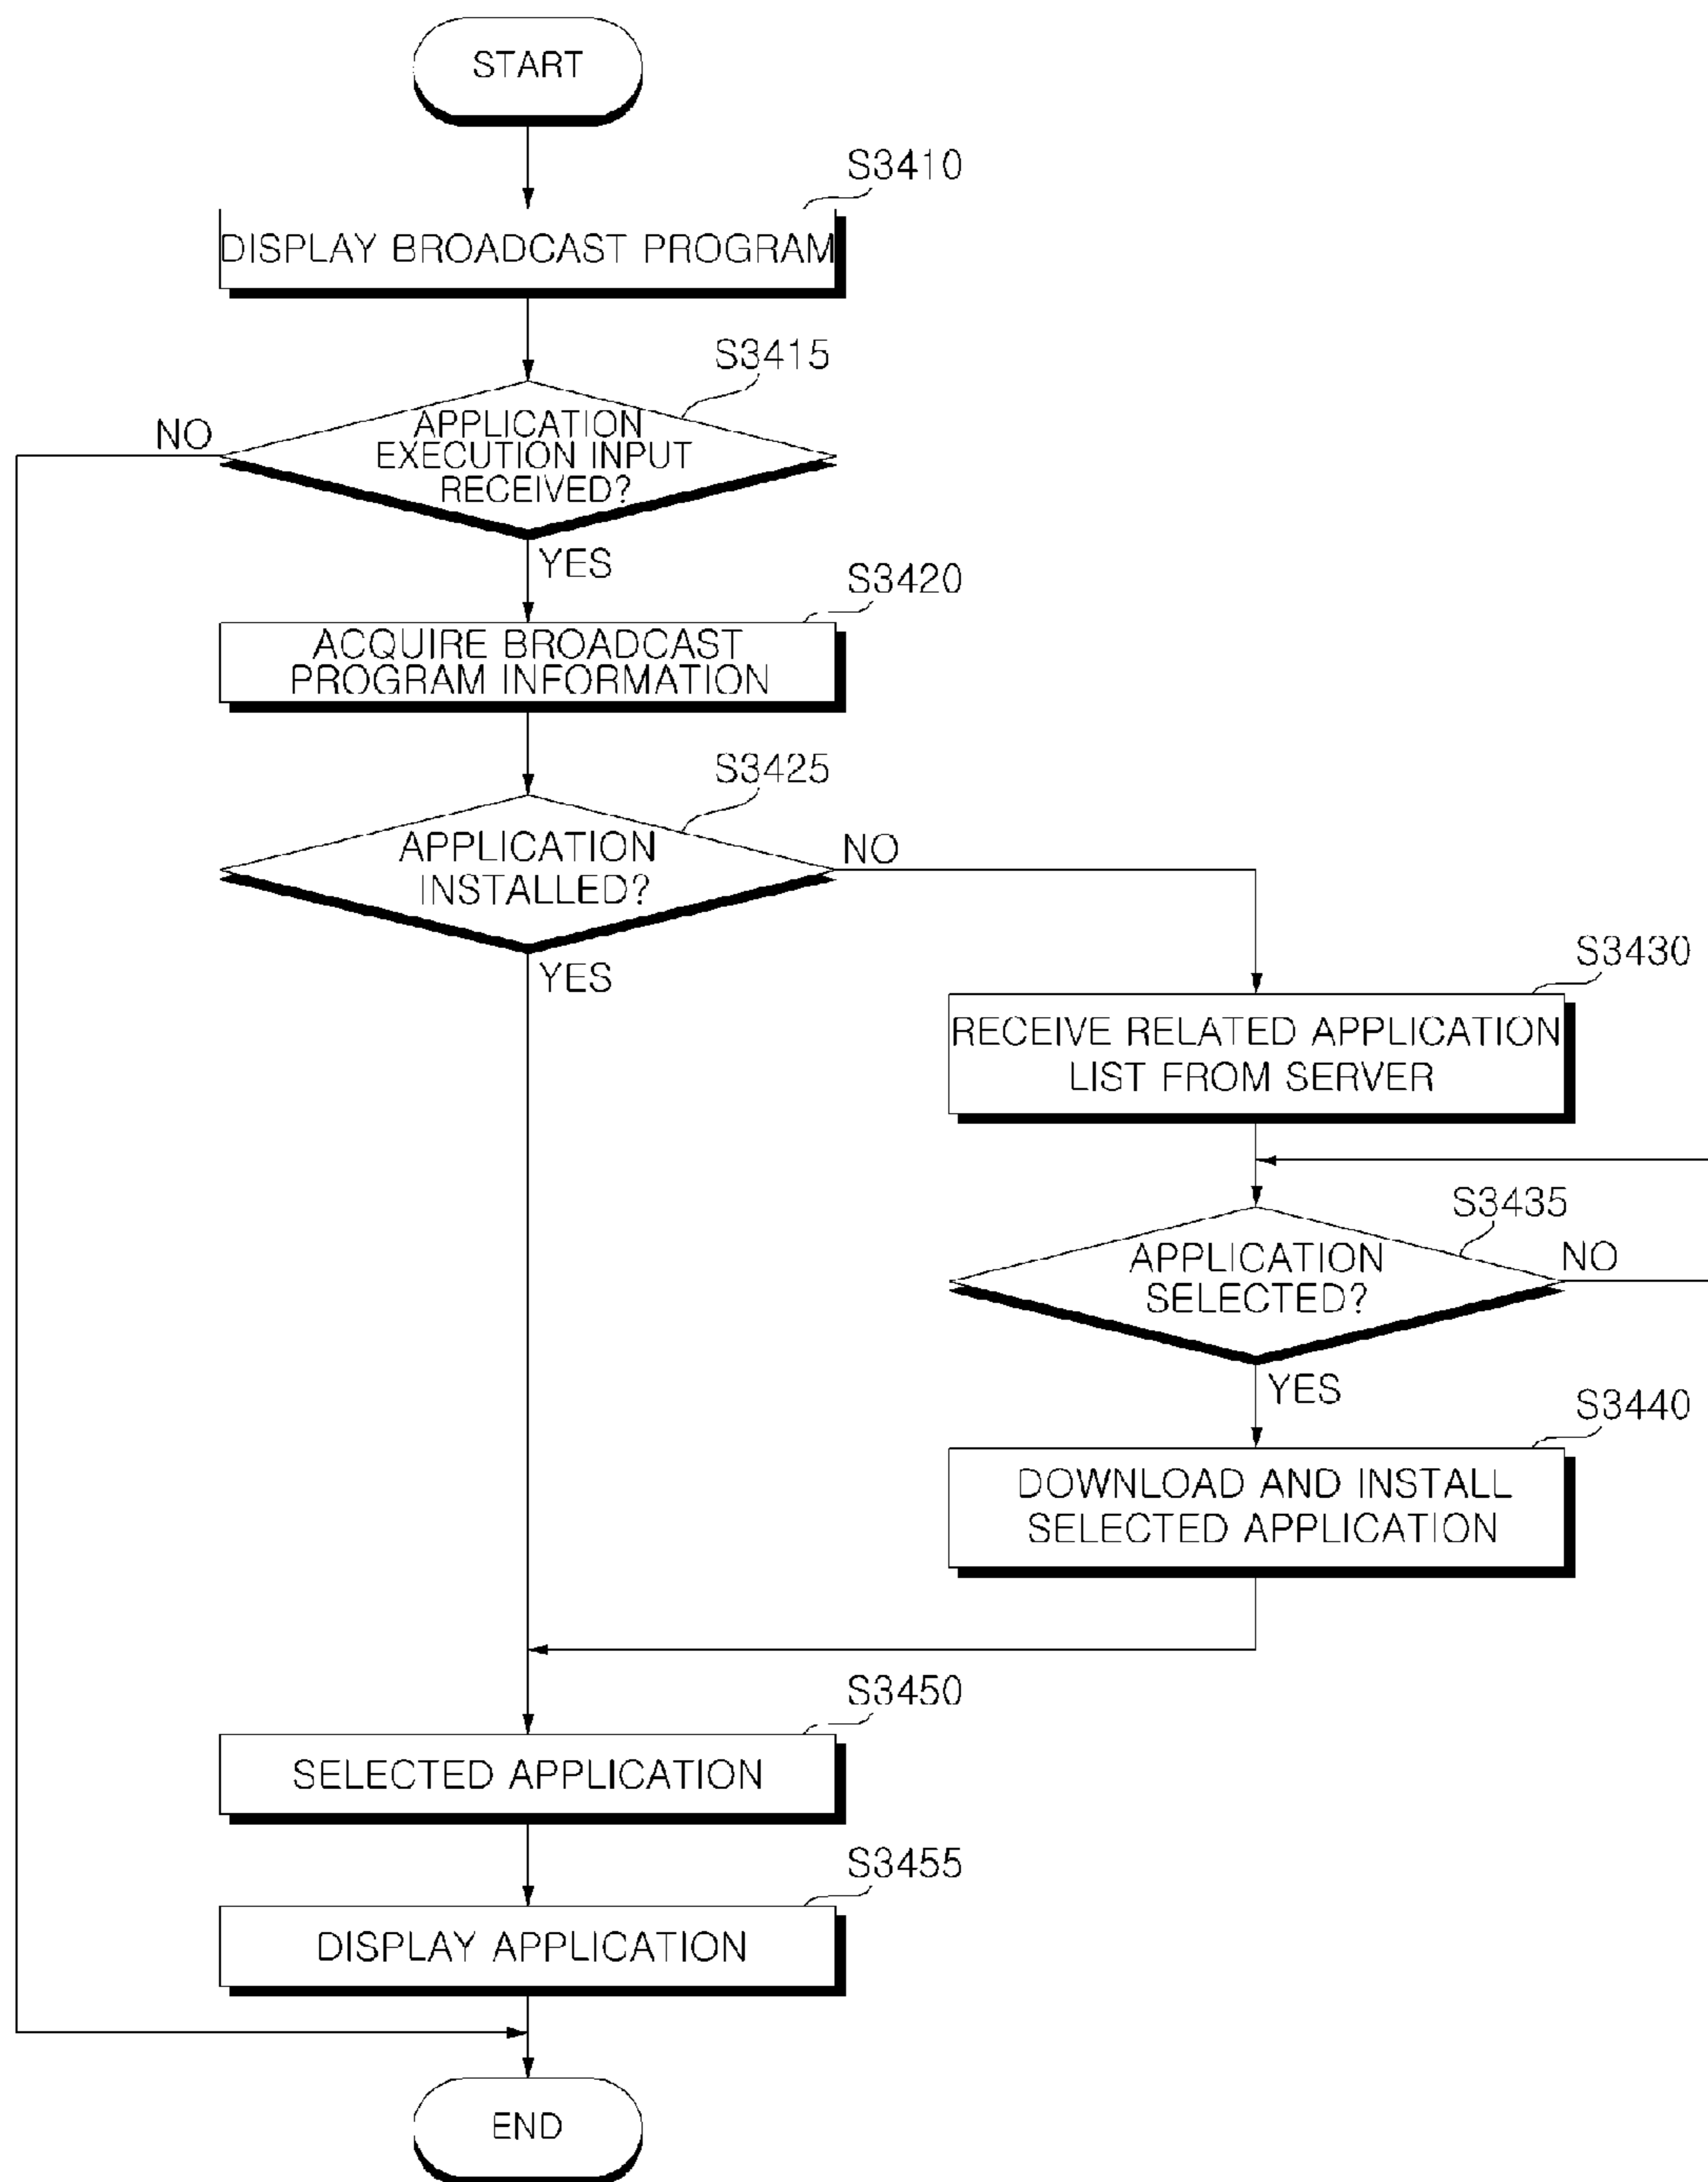 START
S3410
DISPLAY BROADCAST PROGRAM
S3415
APPLICATION
EXECUTION INPUT
RECEIVED?
NO
YES
S3420
ACQUIRE BROADCAST
PROGRAM INFORMATION
S3425
APPLICATION
INSTALLED?
NO
YES
S3430
RECEIVE RELATED APPLICATION
LIST FROM SERVER
S3435
APPLICATION
SELECTED?
NO
YES
S3440
DOWNLOAD AND INSTALL
SELECTED APPLICATION
S3450
SELECTED APPLICATION
S3455
DISPLAY APPLICATION
END